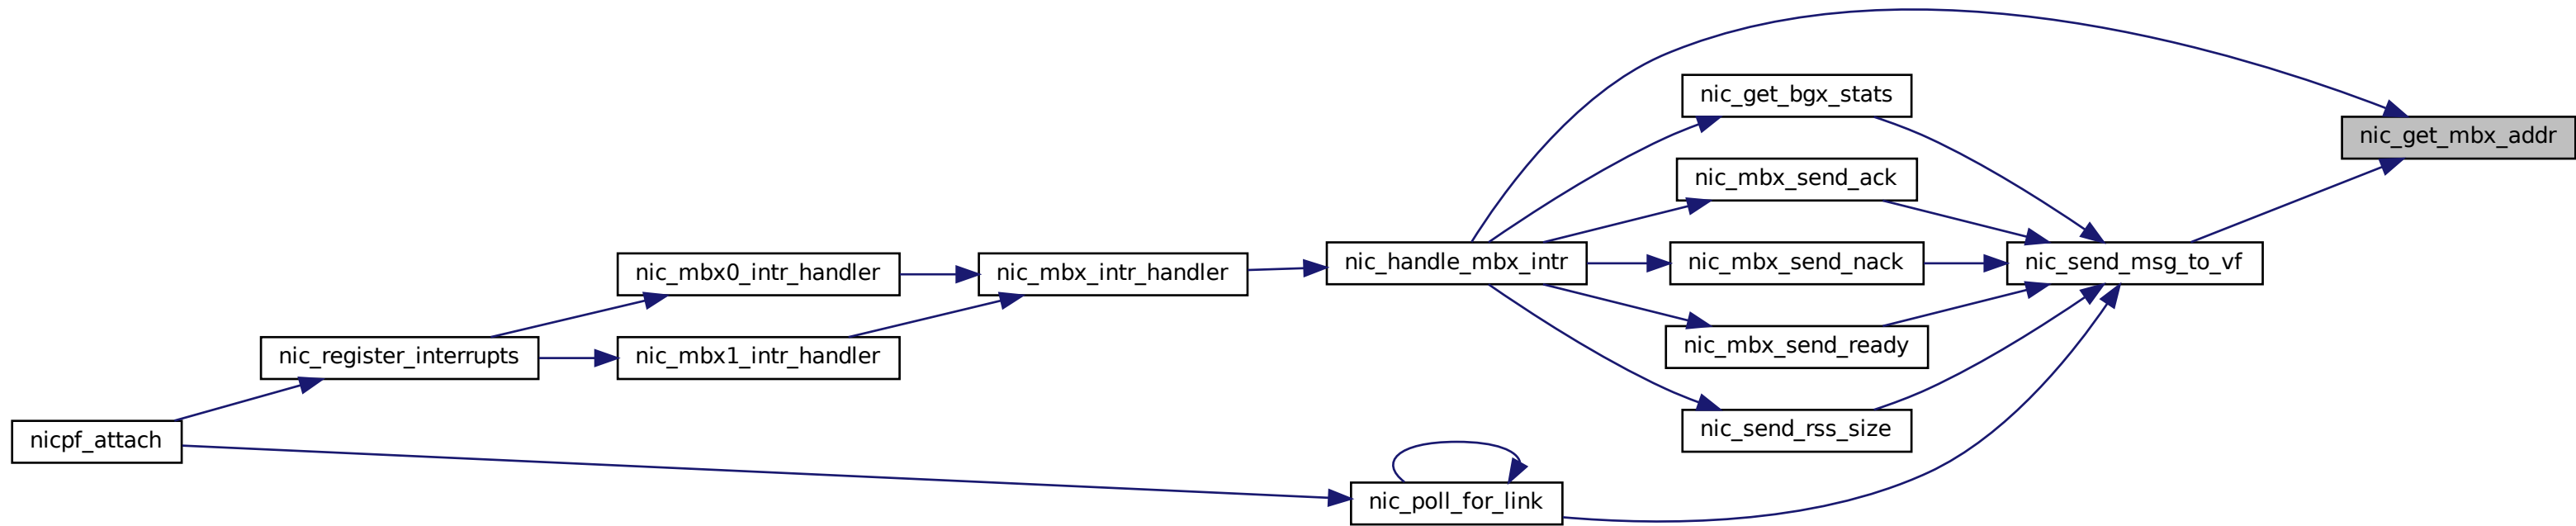 nic_get_bgx_stats
nic_get_mbx_addr
nic_mbx_send_ack
nic_mbx0_intr_handler
nic_mbx_intr_handler
nic_handle_mbx_intr
nic_mbx_send_nack
nic_send_msg_to_vf
nic_register_interrupts
nic_mbx1_intr_handler
nic_mbx_send_ready
nicpf_attach
nic_send_rss_size
nic_poll_for_link